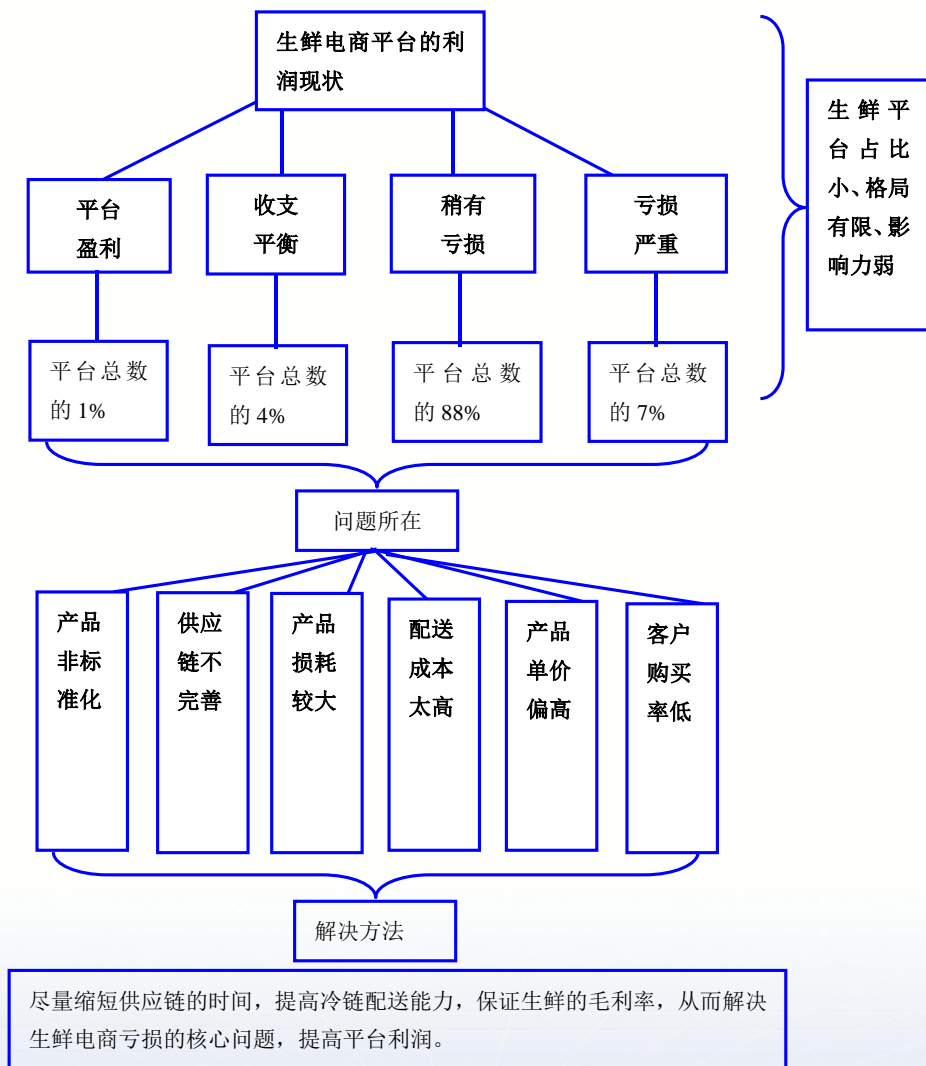 生鲜电商平台的利
润现状
生鲜平
台占比
小、格局
有限、影
响力弱
平台
盈利
收支
平衡
稍有
亏损
亏损
严重
平台总数
的 1%
平台总数
的 4%
平台总数
的 88%
平台总数
的 7%
问题所在
产品
非标
准化
供应
链不
完善
产品
损耗
较大
配送
成本
太高
产品
单价
偏高
客户
购买
率低
解决方法
尽量缩短供应链的时间，提高冷链配送能力，保证生鲜的毛利率，从而解决
生鲜电商亏损的核心问题，提高平台利润。